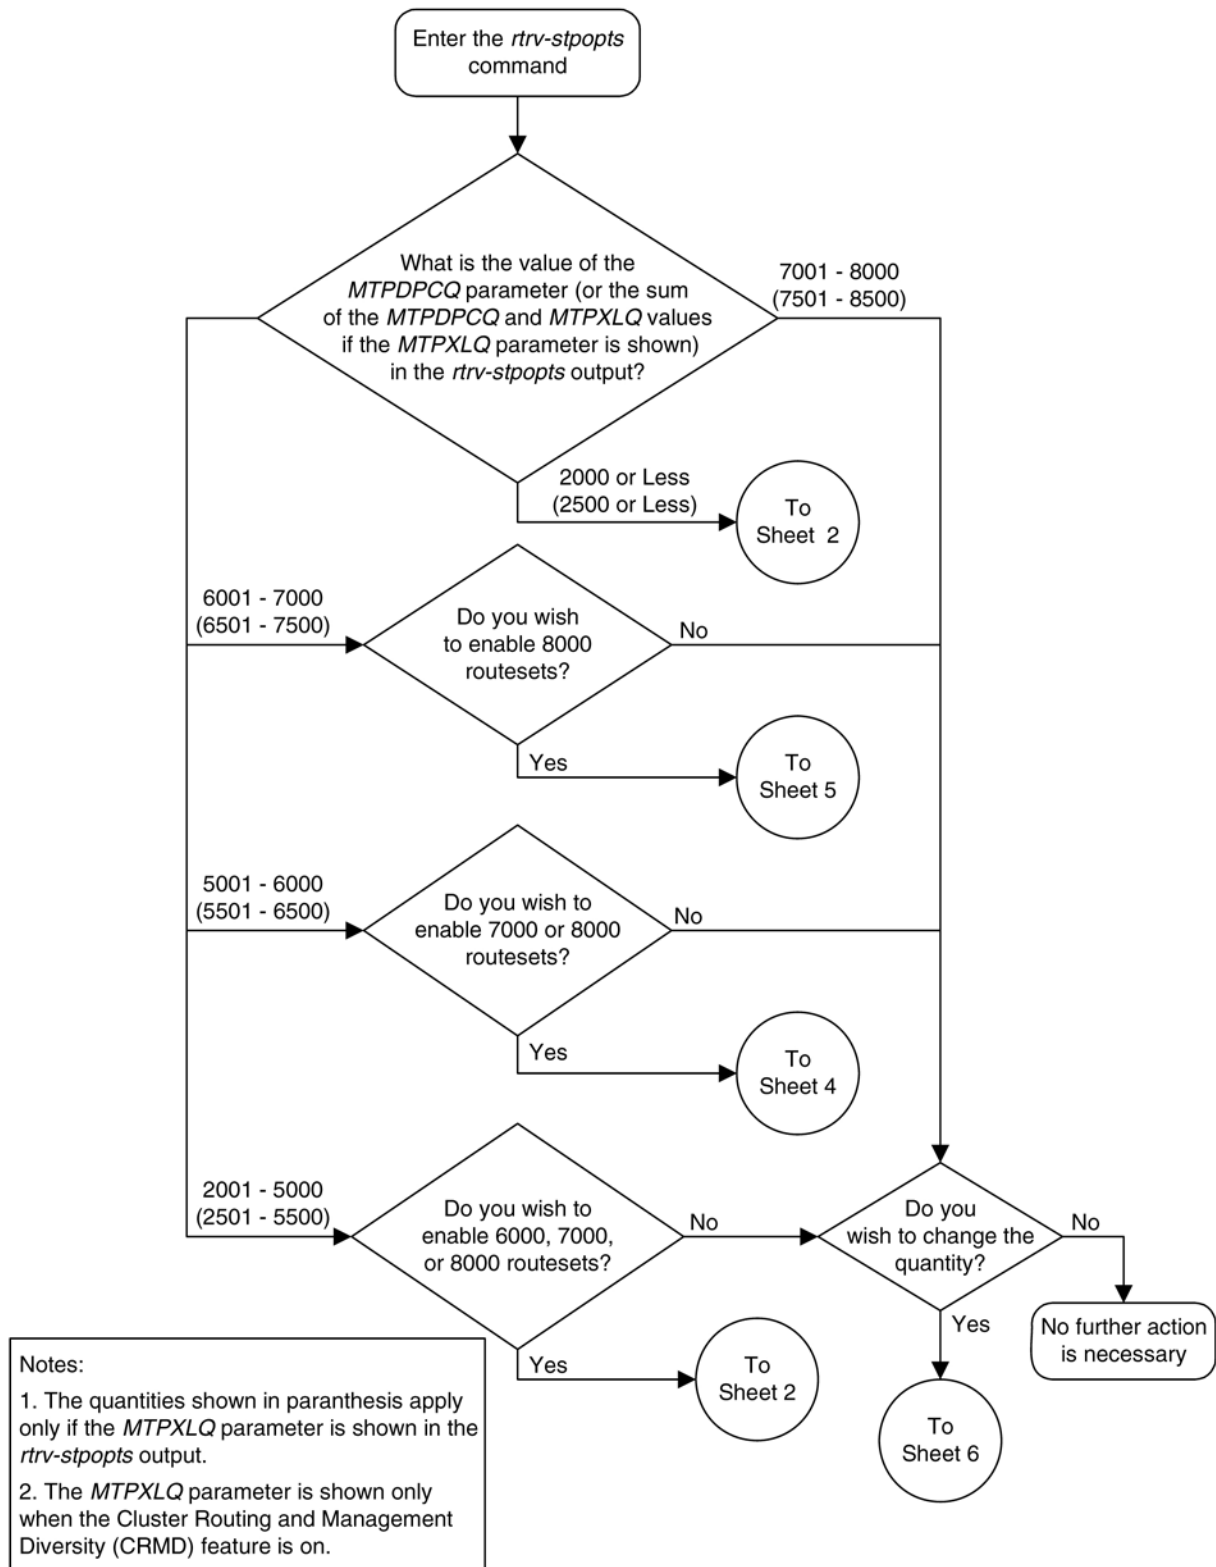 Enter the rtrv-stpopts
command
What is the value of the
MTPDPCQ parameter (or the sum
of the MTPDPCQ and MTPXLQ values
if the MTPXLQ parameter is shown)
in the rtrv-stpopts output?
7001 - 8000
(7501 - 8500)
2000 or Less
(2500 or Less)
To
Sheet 2
6001 - 7000
(6501 - 7500)
Do you wish
to enable 8000
routesets?
No
Yes
To
Sheet 5
5001 - 6000
(5501 - 6500)
Do you wish to
enable 7000 or 8000
routesets?
No
Yes
To
Sheet 4
2001 - 5000
(2501 - 5500)
Do you wish to
enable 6000, 7000,
or 8000 routesets?
No
Do you
wish to change the
quantity?
No
Yes
To
Sheet 2
Yes
To
Sheet 6
No further action
is necessary
Notes:
1. The quantities shown in paranthesis apply
only if the MTPXLQ parameter is shown in the
rtrv-stpopts output.
2. The MTPXLQ parameter is shown only
when the Cluster Routing and Management
Diversity (CRMD) feature is on.